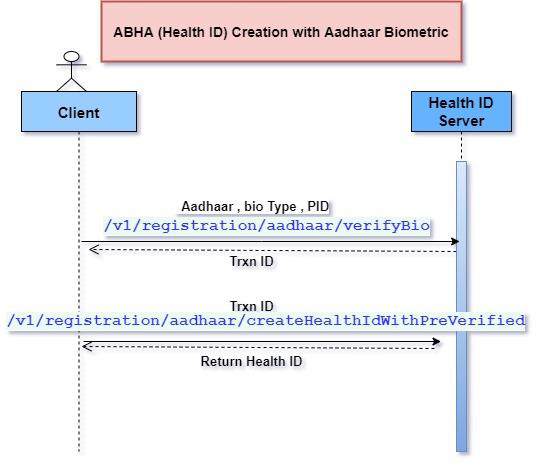 ABHA (Health ID) Creation with Aadhaar Biometric
Client
Health ID
Server
Aadhaar , bio Type , PID
/v1/registration/aadhaar/verifyBio
Trxn ID
Trxn ID
/v1/registration/aadhaar/createHealthIdWithPreVerified
Return Health ID